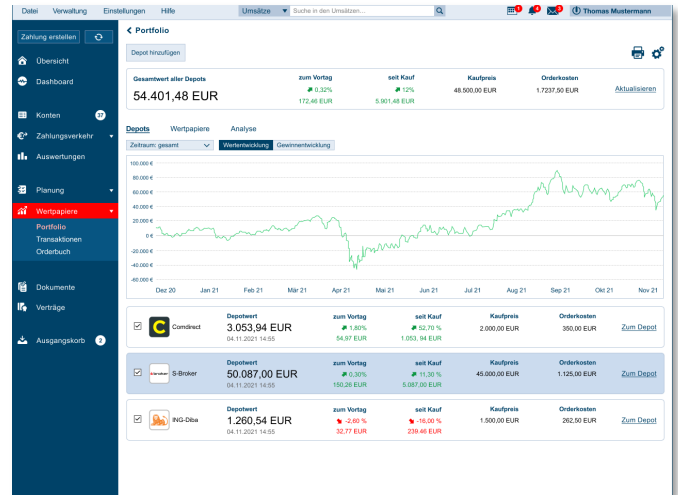 Datei Verwaltung Einstellungen Hilfe Umsätze Suche in den Umsätzen... Thomas Mustermann
Zahlung erstellen
Portfolio
Depot hinzufügen
Übersicht
Dashboard
Konten 37
Zahlungsverkehr
Auswertungen
Planung
Wertpapiere
Portfolio
Transaktionen
Orderbuch
Dokumente
Verträge
Ausgangskorb 2
Gesamtwert aller Depots zum Vortag seit Kauf Kaufpreis Orderkosten
54.401,48 EUR 0,32% 12% 48.500,00 EUR 1.7237,50 EUR Aktualisieren
172,46 EUR 5.901,48 EUR
Depots Wertpapiere Analyse
Zeitraum: gesamt Wertentwicklung Gewinnentwicklung
100.000 €
80.000 €
60.000 €
40.000 €
20.000 €
0 €
-20.000 €
-40.000 €
-60.000 €
Dez 20 Jan 21 Feb 21 Mär 21 Apr 21 Mai 21 Jun 21 Jul 21 Aug 21 Sep 21 Okt 21 Nov 21
Depotwert zum Vortag seit Kauf Kaufpreis Orderkosten
Comdirect 3.053,94 EUR 1,80% 52,70 % 2.000,00 EUR 350,00 EUR Zum Depot
04.11.2021 14:55 54,97 EUR 1.053, 94 EUR
Depotwert zum Vortag seit Kauf Kaufpreis Orderkosten
S-Broker 50.087,00 EUR 0,30% 11,30 % 45.000,00 EUR 1.125,00 EUR Zum Depot
04.11.2021 14:55 150,26 EUR 5.087,00 EUR
Depotwert zum Vortag seit Kauf Kaufpreis Orderkosten
ING-Diba 1.260,54 EUR -2,60 % -16,00 % 1.500,00 EUR 262,50 EUR Zum Depot
04.11.2021 14:55 32,77 EUR 239.46 EUR